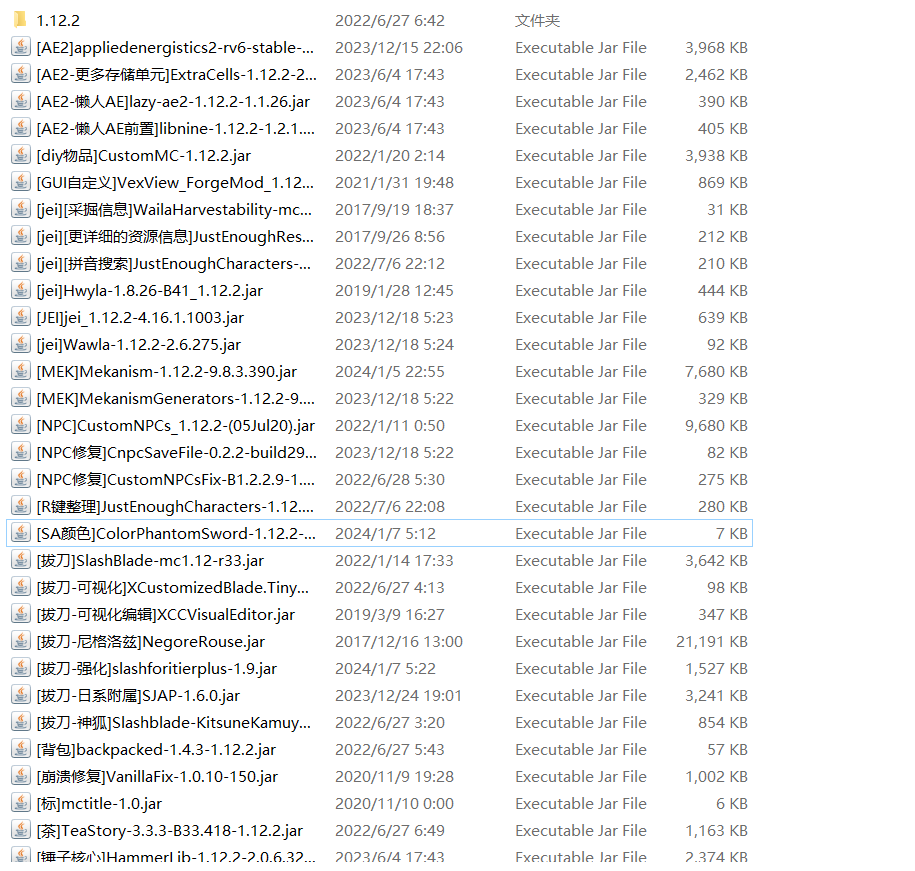 1.12.2 2022/6/27 6:42 文件夹
[AE2]appliedenergistics2-rv6-stable-... 2023/12/15 22:06 Executable Jar File 3,968 KB
[AE2-更多存储单元]ExtraCells-1.12.2-2... 2023/6/4 17:43 Executable Jar File 2,462 KB
[AE2-懒人AE]lazy-ae2-1.12.2-1.1.26.jar 2023/6/4 17:43 Executable Jar File 390 KB
[AE2-懒人AE前置]libnine-1.12.2-1.2.1.... 2023/6/4 17:43 Executable Jar File 405 KB
[diy物品]CustomMC-1.12.2.jar 2022/1/20 2:14 Executable Jar File 3,938 KB
[GUI自定义]VexView_ForgeMod_1.12... 2021/1/31 19:48 Executable Jar File 869 KB
[jei][采掘信息]WailaHarvestability-mc... 2017/9/19 18:37 Executable Jar File 31 KB
[jei][更详细的资源信息]JustEnoughRes... 2017/9/26 8:56 Executable Jar File 212 KB
[jei][拼音搜索]JustEnoughCharacters-... 2022/7/6 22:12 Executable Jar File 210 KB
[jei]Hwyla-1.8.26-B41_1.12.2.jar 2019/1/28 12:45 Executable Jar File 444 KB
[JEI]jei_1.12.2-4.16.1.1003.jar 2023/12/18 5:23 Executable Jar File 639 KB
[jei]Wawla-1.12.2-2.6.275.jar 2023/12/18 5:24 Executable Jar File 92 KB
[MEK]Mekanism-1.12.2-9.8.3.390.jar 2024/1/5 22:55 Executable Jar File 7,680 KB
[MEK]MekanismGenerators-1.12.2-9.... 2023/12/18 5:22 Executable Jar File 329 KB
[NPC]CustomNPCs_1.12.2-(05Jul20).jar 2022/1/11 0:50 Executable Jar File 9,680 KB
[NPC修复]CnpcSaveFile-0.2.2-build29... 2023/12/18 5:22 Executable Jar File 82 KB
[NPC修复]CustomNPCsFix-B1.2.2.9-1.... 2022/6/28 5:30 Executable Jar File 275 KB
[R键整理]JustEnoughCharacters-1.12.... 2022/7/6 22:08 Executable Jar File 280 KB
[SA颜色]ColorPhantomSword-1.12.2-... 2024/1/7 5:12 Executable Jar File 7 KB
[拔刀]SlashBlade-mc1.12-r33.jar 2022/1/14 17:33 Executable Jar File 3,642 KB
[拔刀-可视化]XCustomizedBlade.Tiny... 2022/6/27 4:13 Executable Jar File 98 KB
[拔刀-可视化编辑]XCCVisualEditor.jar 2019/3/9 16:27 Executable Jar File 347 KB
[拔刀-尼格洛兹]NegoreRouse.jar 2017/12/16 13:00 Executable Jar File 21,191 KB
[拔刀-强化]slashforitierplus-1.9.jar 2024/1/7 5:22 Executable Jar File 1,527 KB
[拔刀-日系附属]SJAP-1.6.0.jar 2023/12/24 19:01 Executable Jar File 3,241 KB
[拔刀-神狐]Slashblade-KitsuneKamuy... 2022/6/27 3:20 Executable Jar File 854 KB
[背包]backpacked-1.4.3-1.12.2.jar 2022/6/27 5:43 Executable Jar File 57 KB
[崩溃修复]VanillaFix-1.0.10-150.jar 2020/11/9 19:28 Executable Jar File 1,002 KB
[标]mctitle-1.0.jar 2020/11/10 0:00 Executable Jar File 6 KB
[茶]TeaStory-3.3.3-B33.418-1.12.2.jar 2022/6/27 6:49 Executable Jar File 1,163 KB
[锤子核心]HammerLib-1.12.2-2.0.6.32... 2023/6/4 17:43 Executable Jar File 2,374 KB